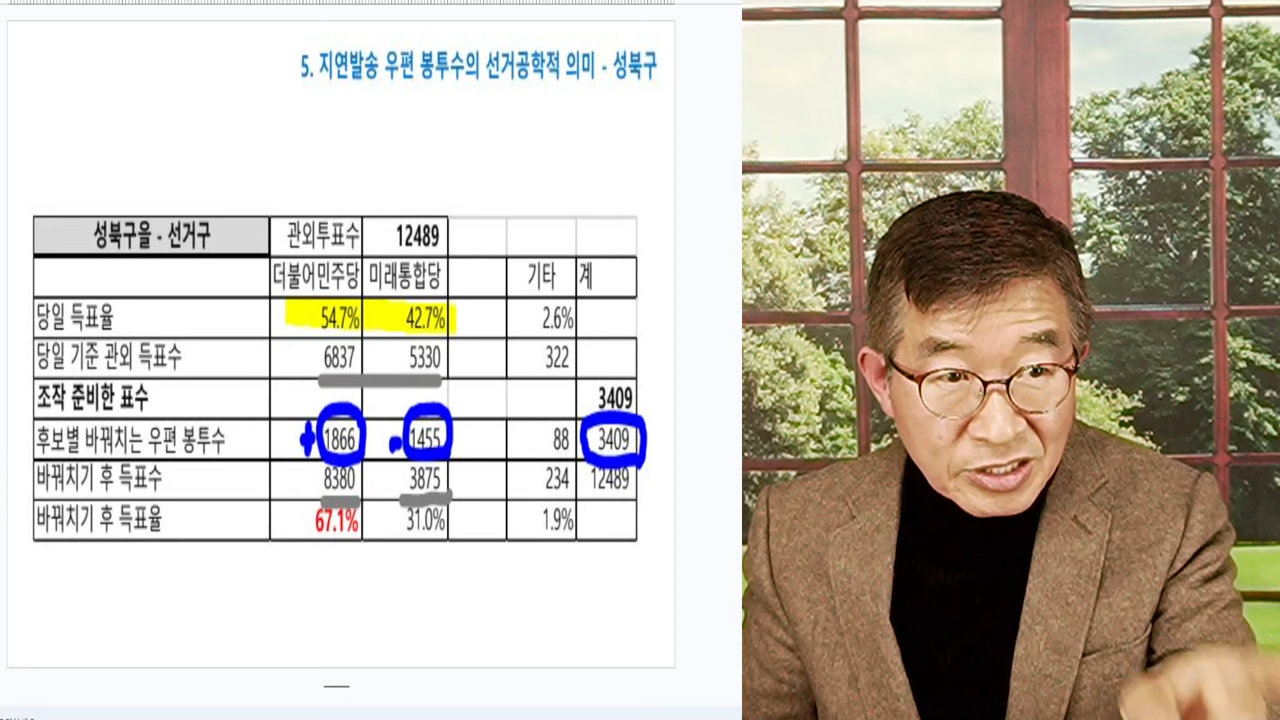 5. 지연발송 우편 봉투수의 선거공학적 의미 - 성북구
성북구을 - 선거구 관외투표수 12489
더불어민주당 미래통합당 기타 계
당일 득표율 54.7% 42.7% 2.6%
당일 기준 관외 득표수 6837 5330 322
조작 준비한 표수 3409
후보별 바꿔치는 우편 봉투수 1866 1455 88 3409
바꿔치기 후 득표수 8380 3875 234 12489
바꿔치기 후 득표율 67.1% 31.0% 1.9%